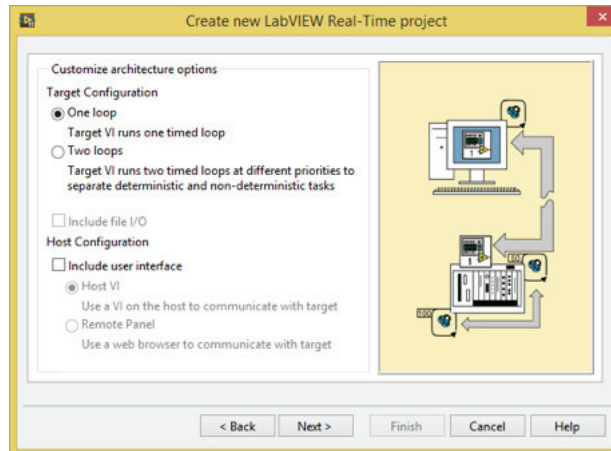 Create new LabVIEW Real-Time project
Customize architecture options
Target Configuration
One loop
Target VI runs one timed loop
Two loops
Target VI runs two timed loops at different priorities to
separate deterministic and non-deterministic tasks
Include file I/O
Host Configuration
Include user interface
Host VI
Use a VI on the host to communicate with target
Remote Panel
Use a web browser to communicate with target
< Back
Next >
Finish
Cancel
Help